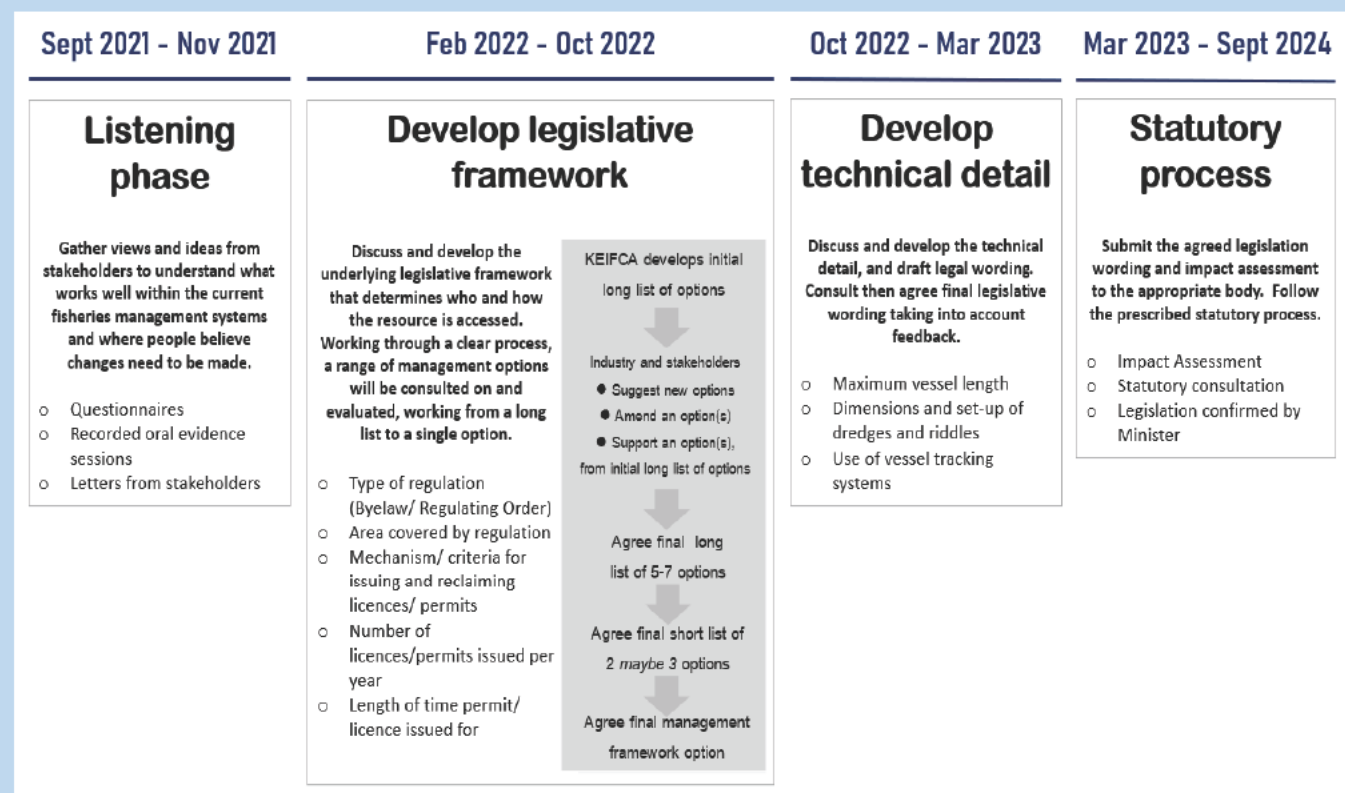 Sept 2021 - Nov 2021
Feb 2022 - Oct 2022
Oct 2022 - Mar 2023
Mar 2023 - Sept 2024
Listening
phase
Gather views and ideas from
stakeholders to understand what
works well within the current
fisheries management systems
and where people believe
changes need to be made.
o Questionnaires
o Recorded oral evidence
sessions
o Letters from stakeholders
Develop legislative
framework
Discuss and develop the
underlying legislative framework
that determines who and how
the resource is accessed.
Working through a clear process,
a range of management options
will be consulted on and
evaluated, working from a long
list to a single option.
o Type of regulation
(Byelaw/ Regulating Order)
o Area covered by regulation
o Mechanism/ criteria for
issuing and reclaiming
licences/ permits
o Number of
licences/permits issued per
year
o Length of time permit/
licence issued for
KEIFCA develops initial
long list of options
Industry and stakeholders
● Suggest new options
● Amend an option(s)
● Support an option(s),
from initial long list of options
Agree final long
list of 5-7 options
Agree final short list of
2 maybe 3 options
Agree final management
framework option
Develop
technical detail
Discuss and develop the technical
detail, and draft legal wording.
Consult then agree final legislative
wording taking into account
feedback.
o Maximum vessel length
o Dimensions and set-up of
dredges and riddles
o Use of vessel tracking
systems
Statutory
process
Submit the agreed legislation
wording and impact assessment
to the appropriate body. Follow
the prescribed statutory process.
o Impact Assessment
o Statutory consultation
o Legislation confirmed by
Minister